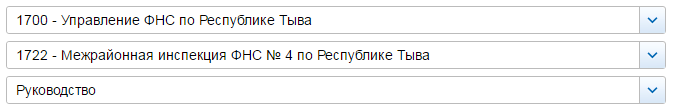 1700 - Управление ФНС по Республике Тыва
1722 - Межрайонная инспекция ФНС № 4 по Республике Тыва
Руководство